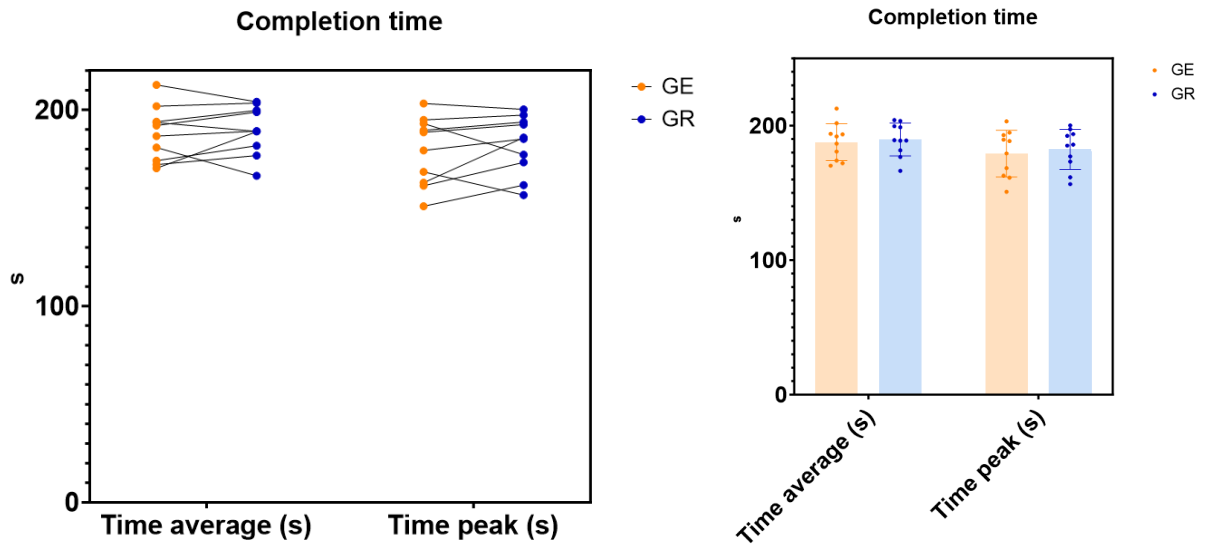 Completion time
200
100
0
s
Time average (s)
Time peak (s)
GE
GR
Completion time
200
100
0
s
Time average (s)
Time peak (s)
GE
GR